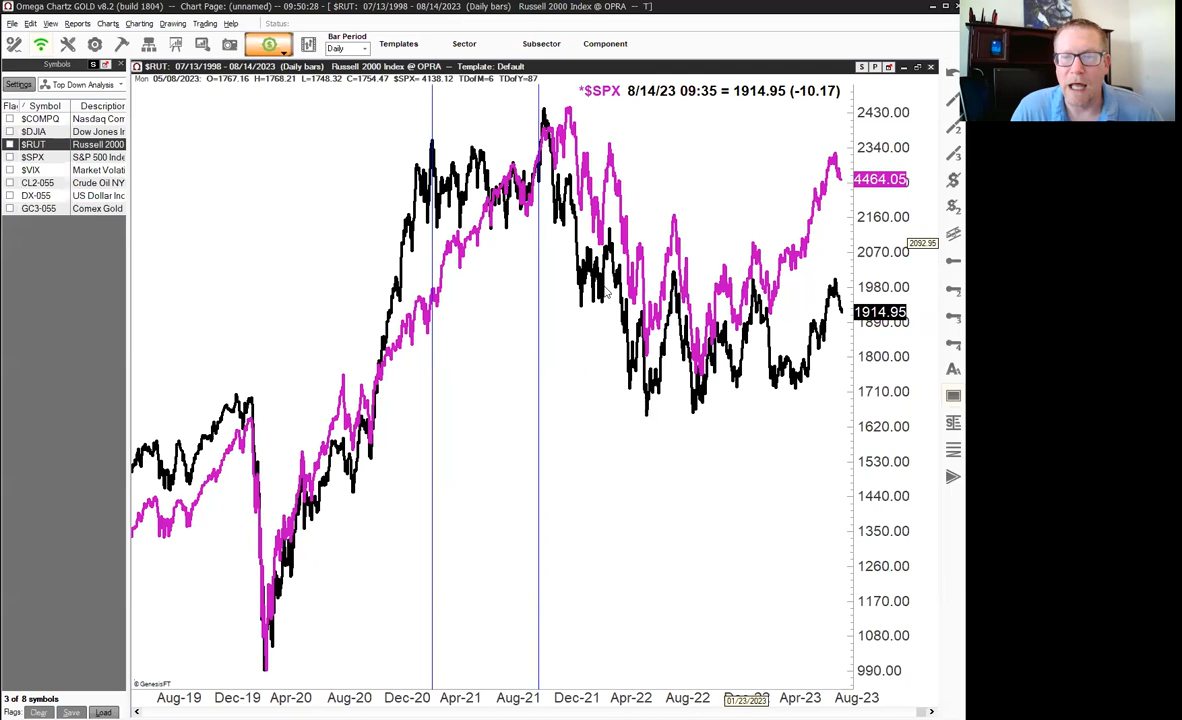 Omega Chartz GOLD v8.2 (build 1804) - Chart Page: (unnamed) -- 09:50:28 - [ $RUT: 07/13/1998 - 08/14/2023 (Daily bars) Russell 2000 Index @ OPRA -- T]
File Edit View Reports Charts Charting Drawing Trading Help Status:
Bar Period
Daily
Templates Sector Subsector Component
Symbols S P
$RUT: 07/13/1998 - 08/14/2023 (Daily bars) Russell 2000 Index @ OPRA -- Template: Default S P
Mon 05/08/2023: O=1767.16 H=1768.21 L=1748.32 C=1754.47 $SPX= 4138.12 TDofM=6 TDofY=87
Settings Top Down Analysis
Symbol Description
$COMPQ Nasdaq Com
$DJIA Dow Jones In
$RUT Russell 2000
$SPX S&P 500 Inde
$VIX Market Volat
CL2-055 Crude Oil NY
DX-055 US Dollar Inc
GC3-055 Comex Gold
*$SPX 8/14/23 09:35 = 1914.95 (-10.17)
2430.00
2340.00
4464.05
2160.00
2092.95
2070.00
1980.00
1914.95
1890.00
1800.00
1710.00
1620.00
1530.00
1440.00
1350.00
1260.00
1170.00
1080.00
990.00
© GenesisFT
Aug-19 Dec-19 Apr-20 Aug-20 Dec-20 Apr-21 Aug-21 Dec-21 Apr-22 Aug-22 Apr-23 Aug-23
01/23/2023
3 of 8 symbols
Flags: Clear Save Load